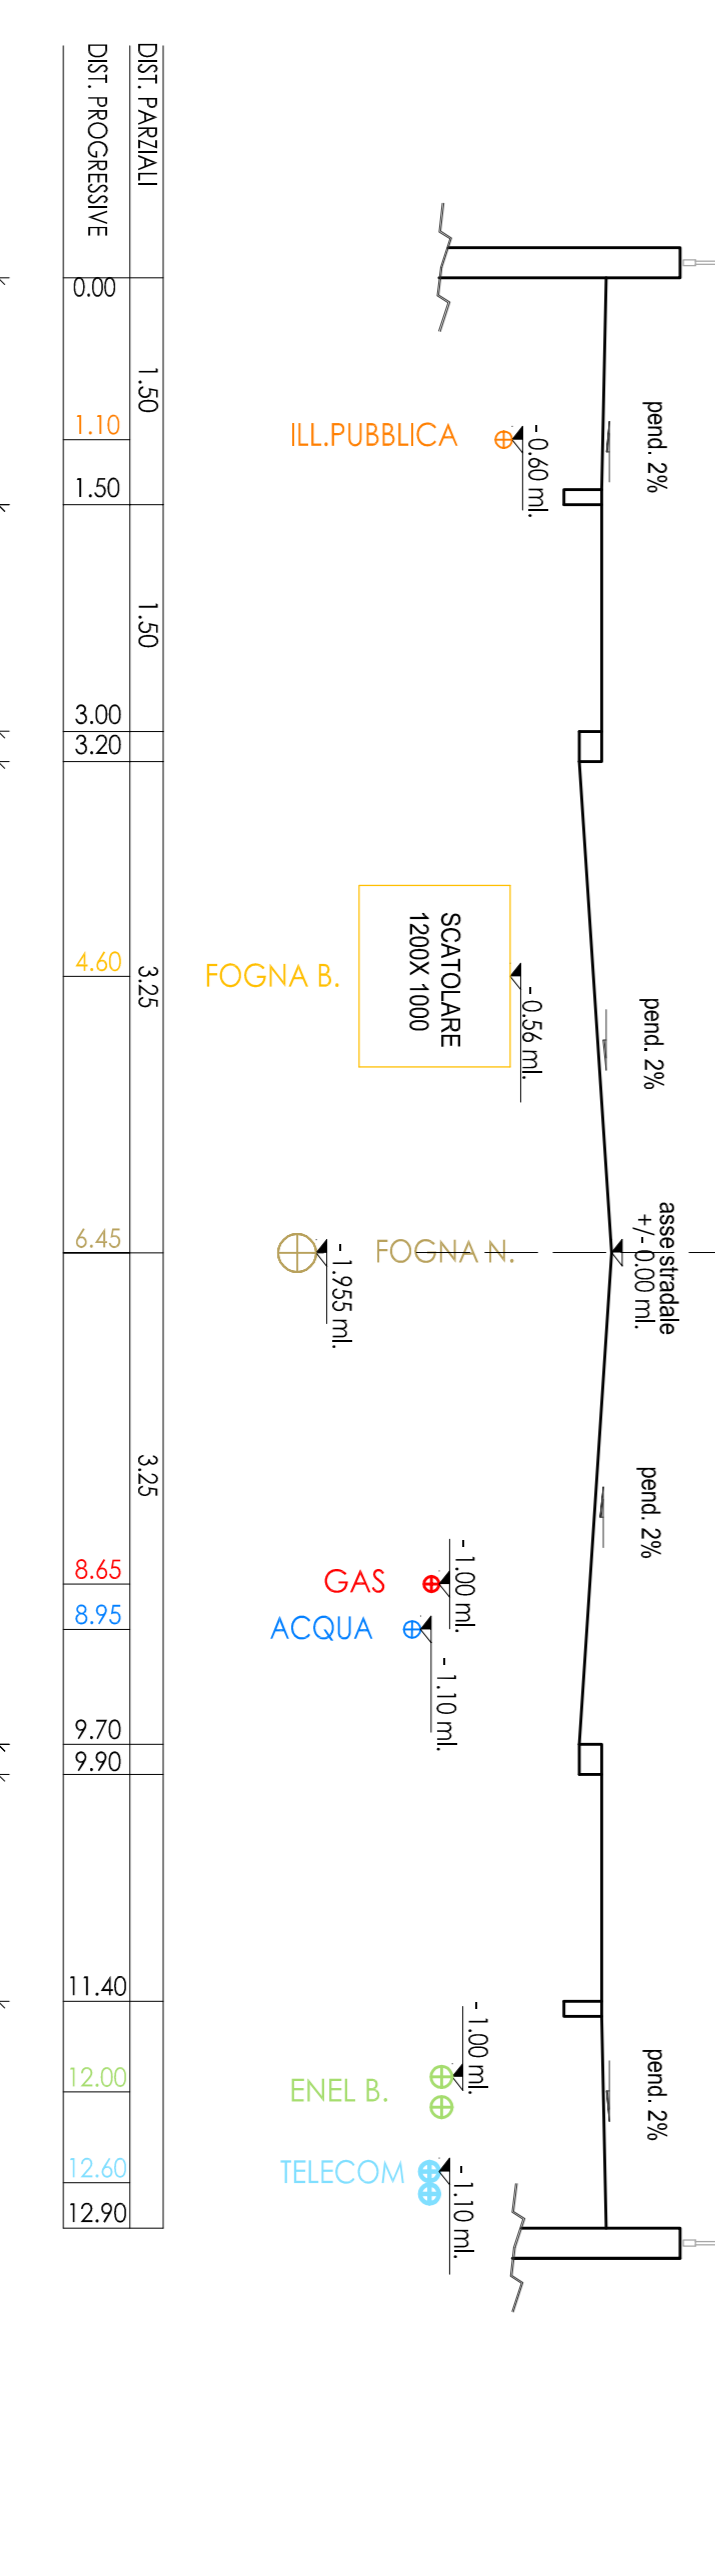 DIST. PARZIALI
DIST. PROGRESSIVE
0.00
1.50
1.10
1.50
1.50
3.00
3.20
4.60
3.25
6.45
3.25
8.65
8.95
9.70
9.90
11.40
12.00
12.60
12.90
pend. 2%
ILL.PUBBLICA
- 0.60 ml.
FOGNA B.
SCATOLARE
1200X 1000
- 0.56 ml.
pend. 2%
asse stradale
+/- 0.00 ml.
FOGNA N.
- 1.955 ml.
pend. 2%
GAS
- 1.00 ml.
ACQUA
- 1.10 ml.
ENEL B.
- 1.00 ml.
pend. 2%
TELECOM
- 1.10 ml.